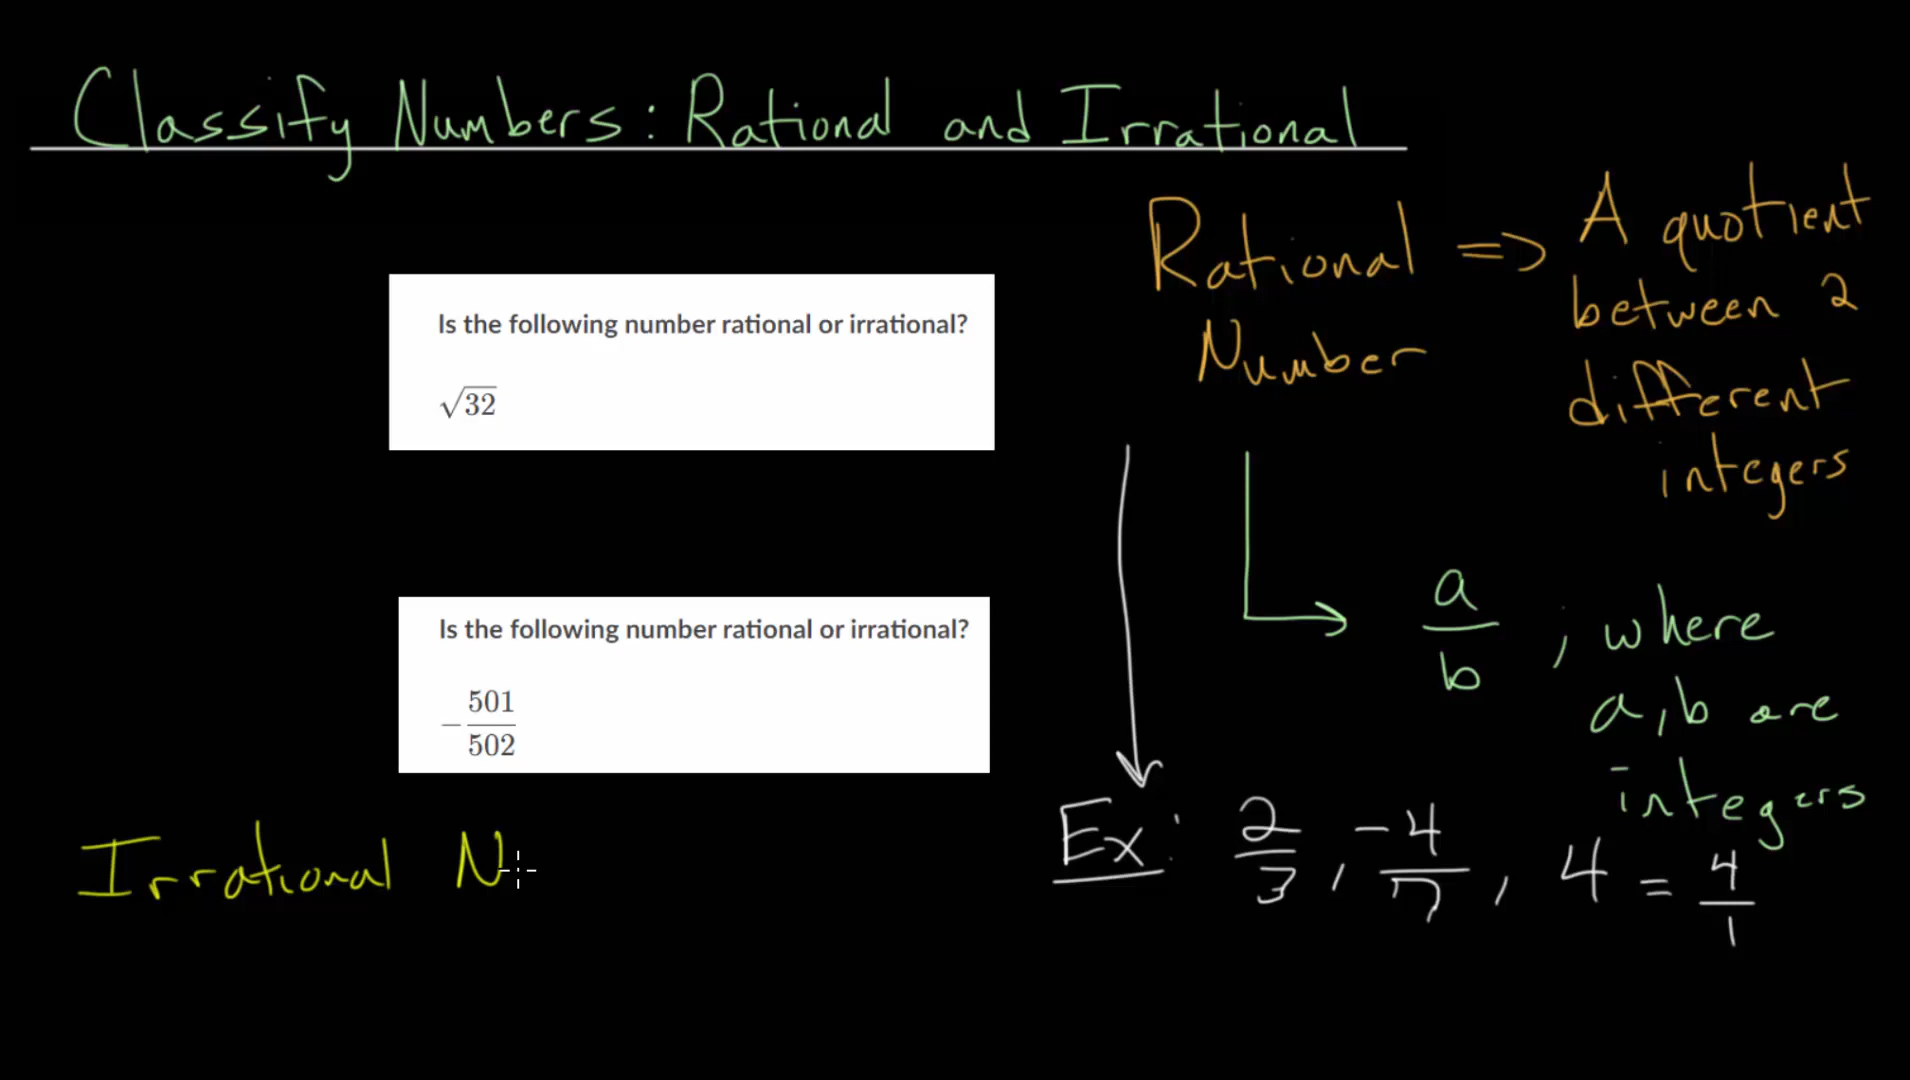 Classify Numbers: Rational and Irrational
Is the following number rational or irrational?
√32
Is the following number rational or irrational?
-501/502
Irrational N
Rational
Number
=> A quotient
between 2
different
integers
a/b ; where
a, b are
integers
Ex: 2/3, -4/7, 4 = 4/1